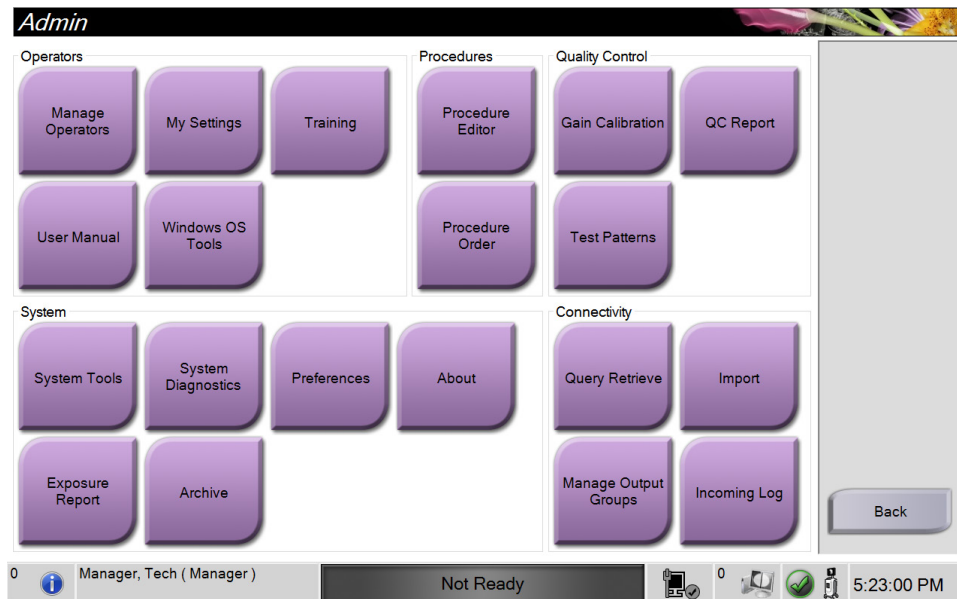 Admin
Operators
Manage
Operators
My Settings
Training
User Manual
Windows OS
Tools
Procedures
Procedure
Editor
Procedure
Order
Quality Control
Gain Calibration
QC Report
Test Patterns
System
System Tools
System
Diagnostics
Preferences
About
Exposure
Report
Archive
Connectivity
Query Retrieve
Import
Manage Output
Groups
Incoming Log
Back
0
Manager, Tech ( Manager )
Not Ready
0
5:23:00 PM